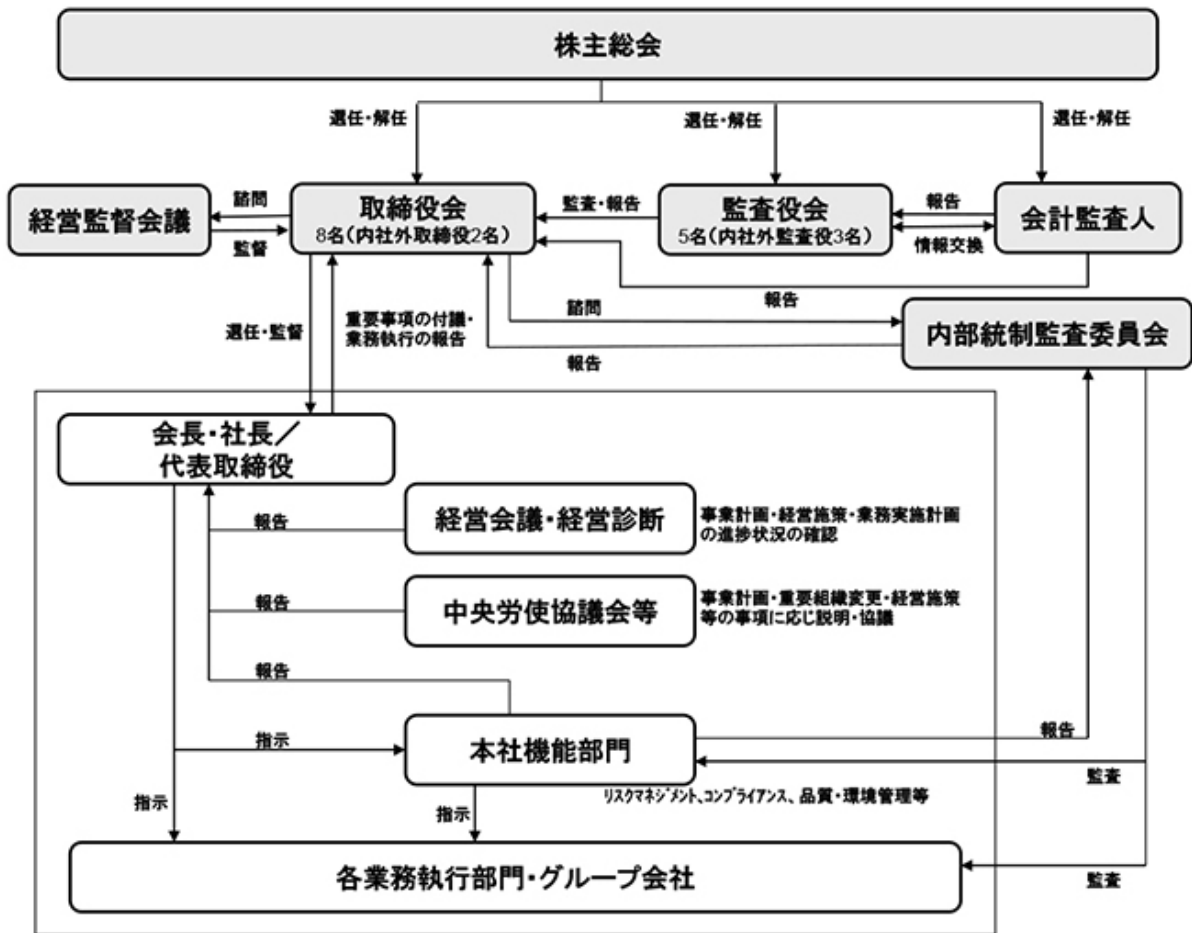 株主総会
選任・解任
選任・解任
選任・解任
経営監督会議
諮問
監督
取締役会
8名(内社外取締役2名)
監査・報告
監査役会
5名(内社外監査役3名)
報告
情報交換
会計監査人
報告
選任・監督
重要事項の付議・
業務執行の報告
諮問
報告
内部統制監査委員会
会長・社長/
代表取締役
報告
経営会議・経営診断
事業計画・経営施策・業務実施計画
の進捗状況の確認
報告
中央労使協議会等
事業計画・重要組織変更・経営施策
等の事項に応じ説明・協議
報告
指示
本社機能部門
報告
監査
リスクマネジメント、コンプライアンス、品質・環境管理等
指示
指示
各業務執行部門・グループ会社
監査